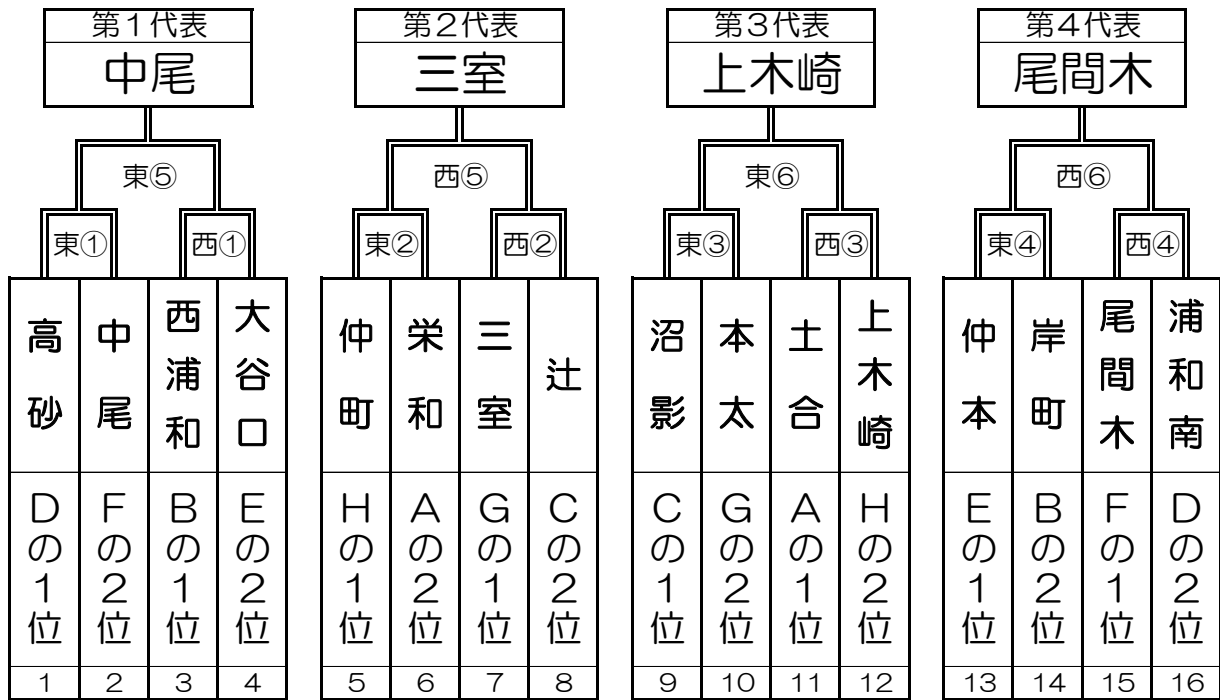 第１代表
中尾
第２代表
三室
第３代表
上木崎
第４代表
尾間木
東⑤
西⑤
東⑥
西⑥
東①
西①
東②
西②
東③
西③
東④
西④
高砂
中尾
西浦和
大谷口
仲町
栄和
三室
辻
沼影
本太
土合
上木崎
仲本
岸町
尾間木
浦和南
Dの1位
Fの2位
Bの1位
Eの2位
Hの1位
Aの2位
Gの1位
Cの2位
Cの1位
Gの2位
Aの1位
Hの2位
Eの1位
Bの2位
Fの1位
Dの2位
1
2
3
4
5
6
7
8
9
10
11
12
13
14
15
16